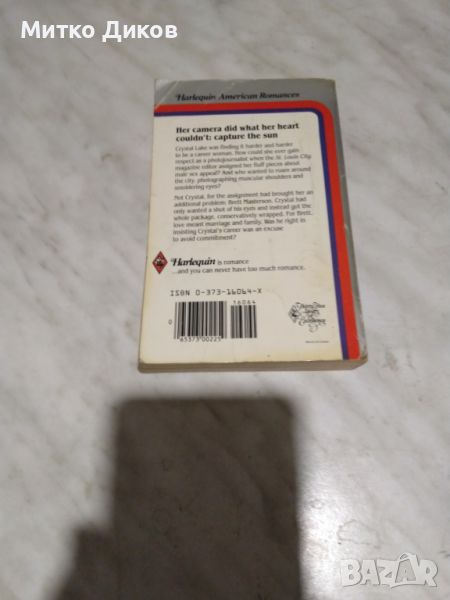 Митко Диков
Harlequin American Romances
Her camera did what her heart
couldn't: capture the sun
Crystal Lake was finding it harder and harder
to be a career woman. How could she ever gain
respect as a photojournalist when the St. Louis City
magazine editor assigned her fluff pieces about
male sex appeal? And who wanted to roam around
the city, photographing muscular shoulders and
smoldering eyes?
Not Crystal, for the assignment had brought her an
additional problem: Brett Masterson. Crystal had
only wanted a shot of his eyes and instead got the
whole package, conservatively wrapped. For Brett,
love meant marriage and family. Was he right in
insisting Crystal's career was an excuse
to avoid commitment?
Harlequin is romance
...and you can never have too much romance.
ISBN 0-373-16064-X
16064
0
65373 00225
BAZAR